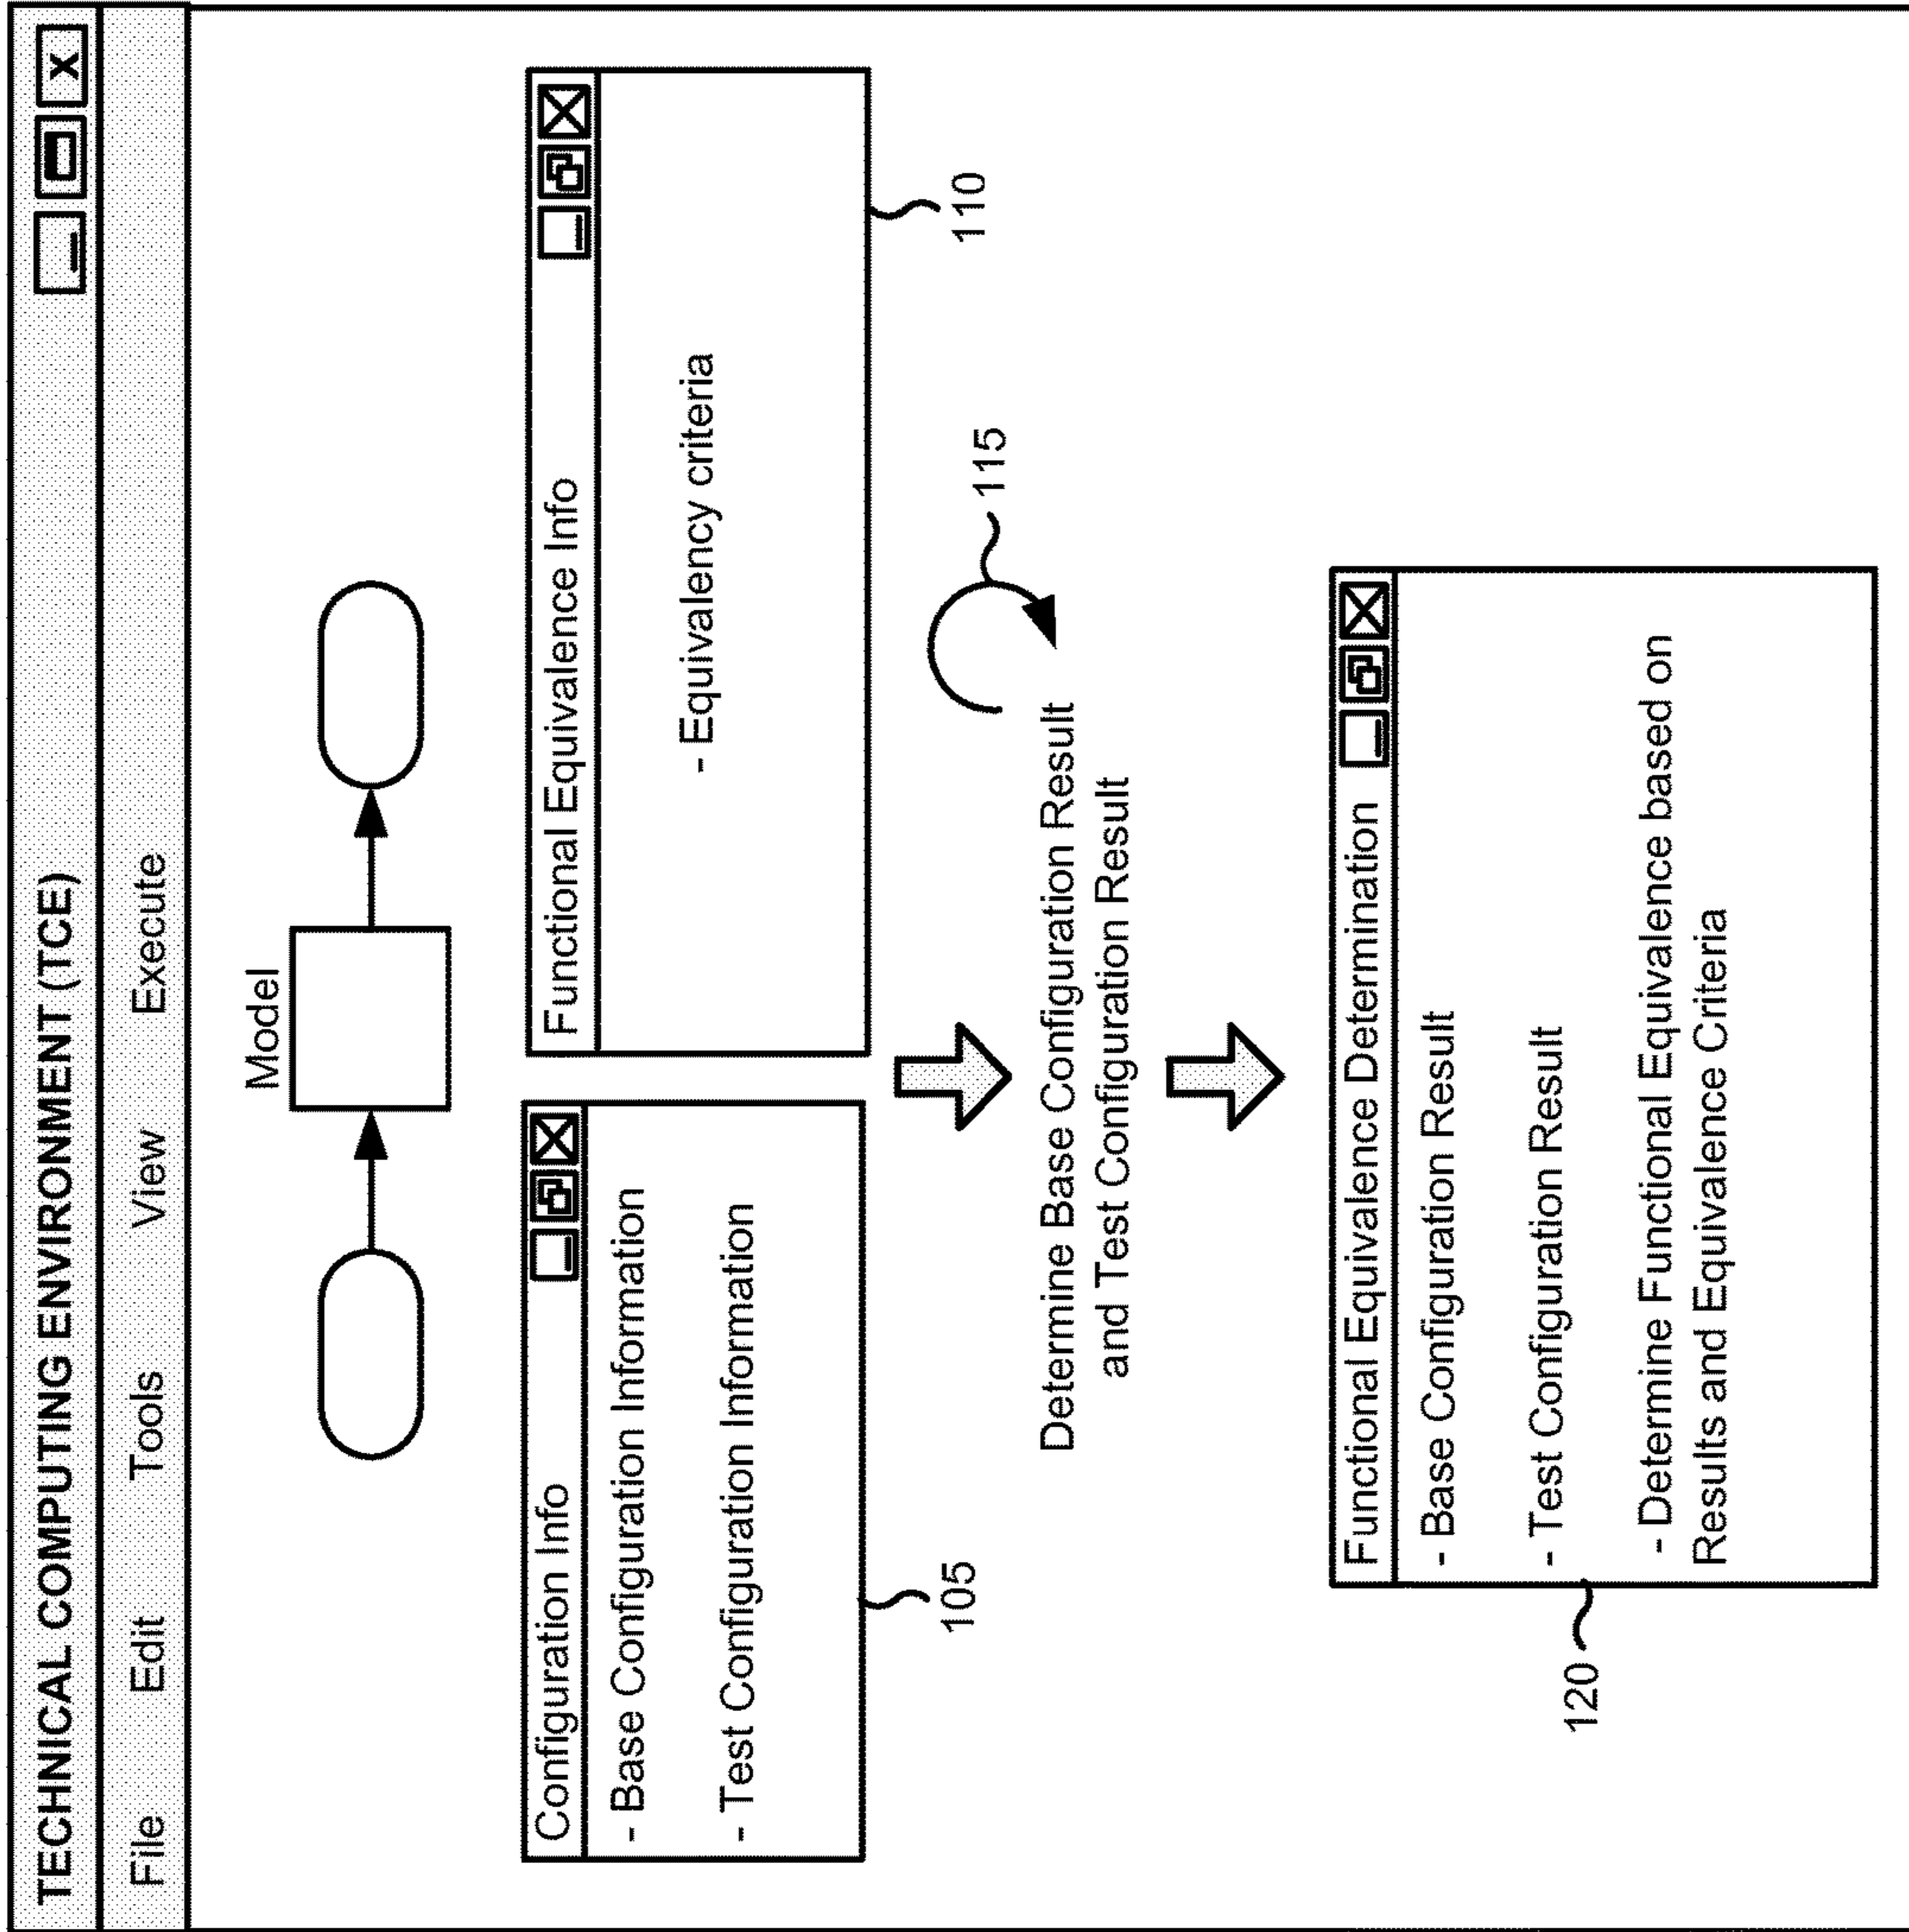 TECHNICAL COMPUTING ENVIRONMENT (TCE)
X
File Edit Tools View Execute
Model
Configuration Info
- Base Configuration Information
- Test Configuration Information
105
Functional Equivalence Info
- Equivalency criteria
110
Determine Base Configuration Result
and Test Configuration Result
115
Functional Equivalence Determination
- Base Configuration Result
- Test Configuration Result
- Determine Functional Equivalence based on
Results and Equivalence Criteria
120